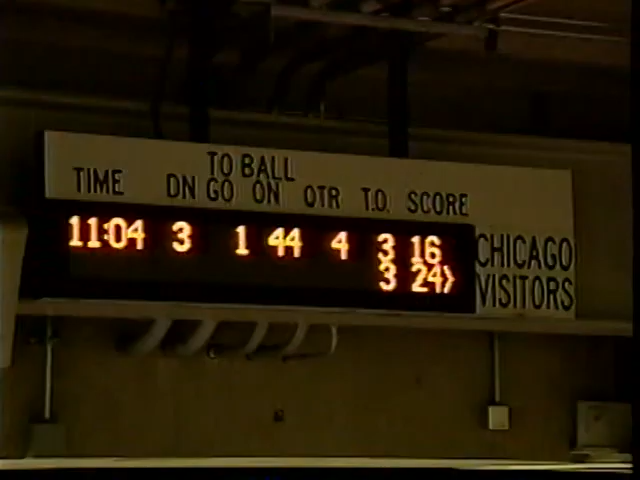 TO BALL
TIME DN GO ON QTR T.O. SCORE
11:04 3 1 44 4 3 16 CHICAGO
3 24> VISITORS